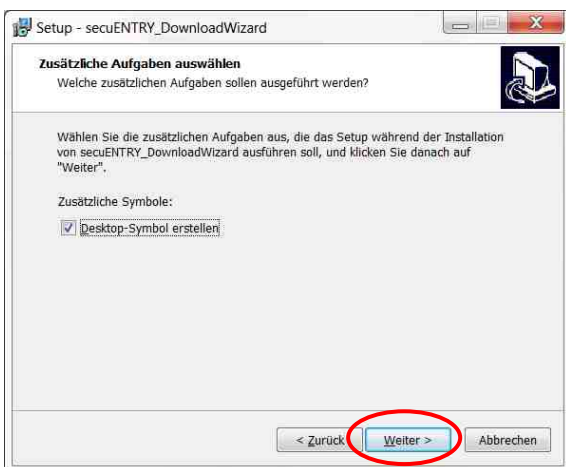 Setup - secuENTRY_DownloadWizard
Zusätzliche Aufgaben auswählen
Welche zusätzlichen Aufgaben sollen ausgeführt werden?
Wählen Sie die zusätzlichen Aufgaben aus, die das Setup während der Installation
von secuENTRY_DownloadWizard ausführen soll, und klicken Sie danach auf
"Weiter".
Zusätzliche Symbole:
Desktop-Symbol erstellen
< Zurück Weiter > Abbrechen